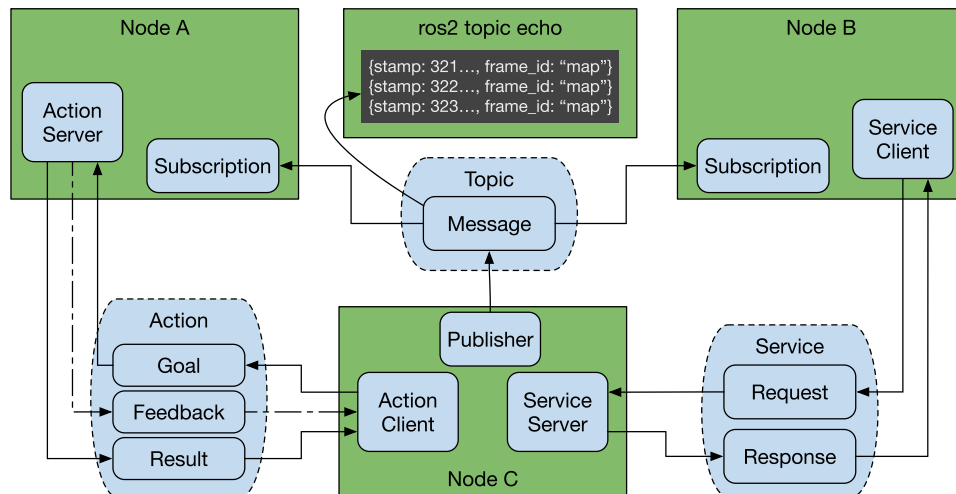 Node A
ros2 topic echo
Node B
{stamp: 321…, frame_id: “map”}
{stamp: 322…, frame_id: “map”}
{stamp: 323…, frame_id: “map”}
Action
Server
Subscription
Subscription
Service
Client
Topic
Message
Action
Goal
Feedback
Result
Publisher
Action
Client
Service
Server
Node C
Service
Request
Response